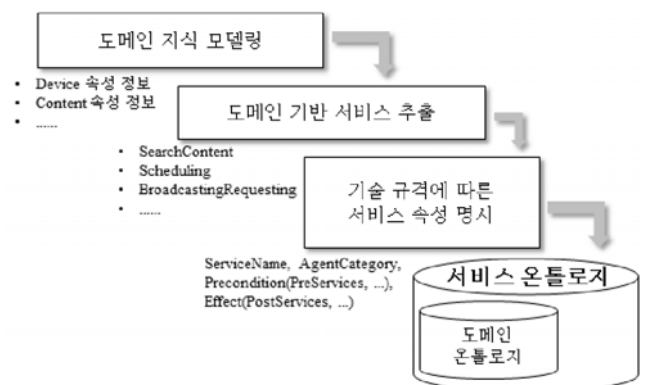 도메인 지식 모델링
• Device 속성 정보
• Content 속성 정보
• ......
도메인 기반 서비스 추출
• SearchContent
• Scheduling
• BroadcastingRequesting
• ......
기술 규격에 따른
서비스 속성 명시
ServiceName, AgentCategory,
Precondition(PreServices, ...),
Effect(PostServices, ...)
서비스 온톨로지
도메인
온톨로지